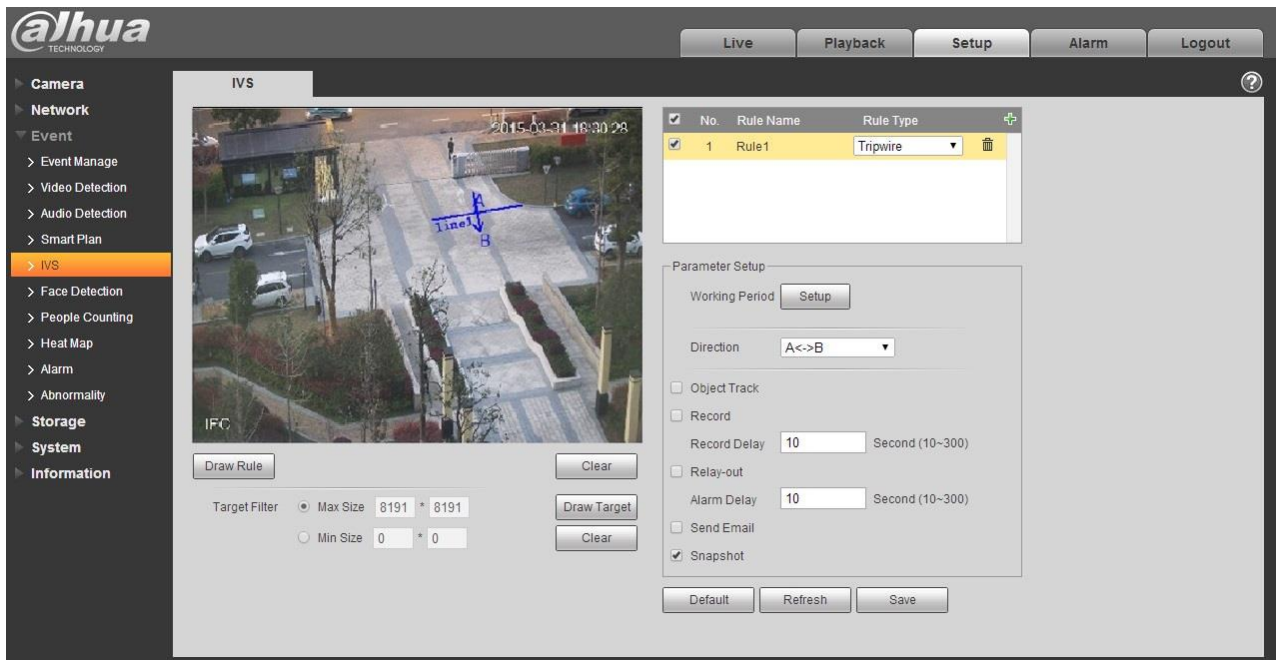 alhua
TECHNOLOGY
Live Playback Setup Alarm Logout
Camera
Network
Event
Event Manage
Video Detection
Audio Detection
Smart Plan
IVS
Face Detection
People Counting
Heat Map
Alarm
Abnormality
Storage
System
Information
IVS
?
2015-03-31 18:30:28
A
line1
B
IPC
Draw Rule Clear
Target Filter Max Size 8191 * 8191 Draw Target
Min Size 0 * 0 Clear
No. Rule Name Rule Type
1 Rule1 Tripwire
Parameter Setup
Working Period Setup
Direction A<->B
Object Track
Record
Record Delay 10 Second (10~300)
Relay-out
Alarm Delay 10 Second (10~300)
Send Email
Snapshot
Default Refresh Save